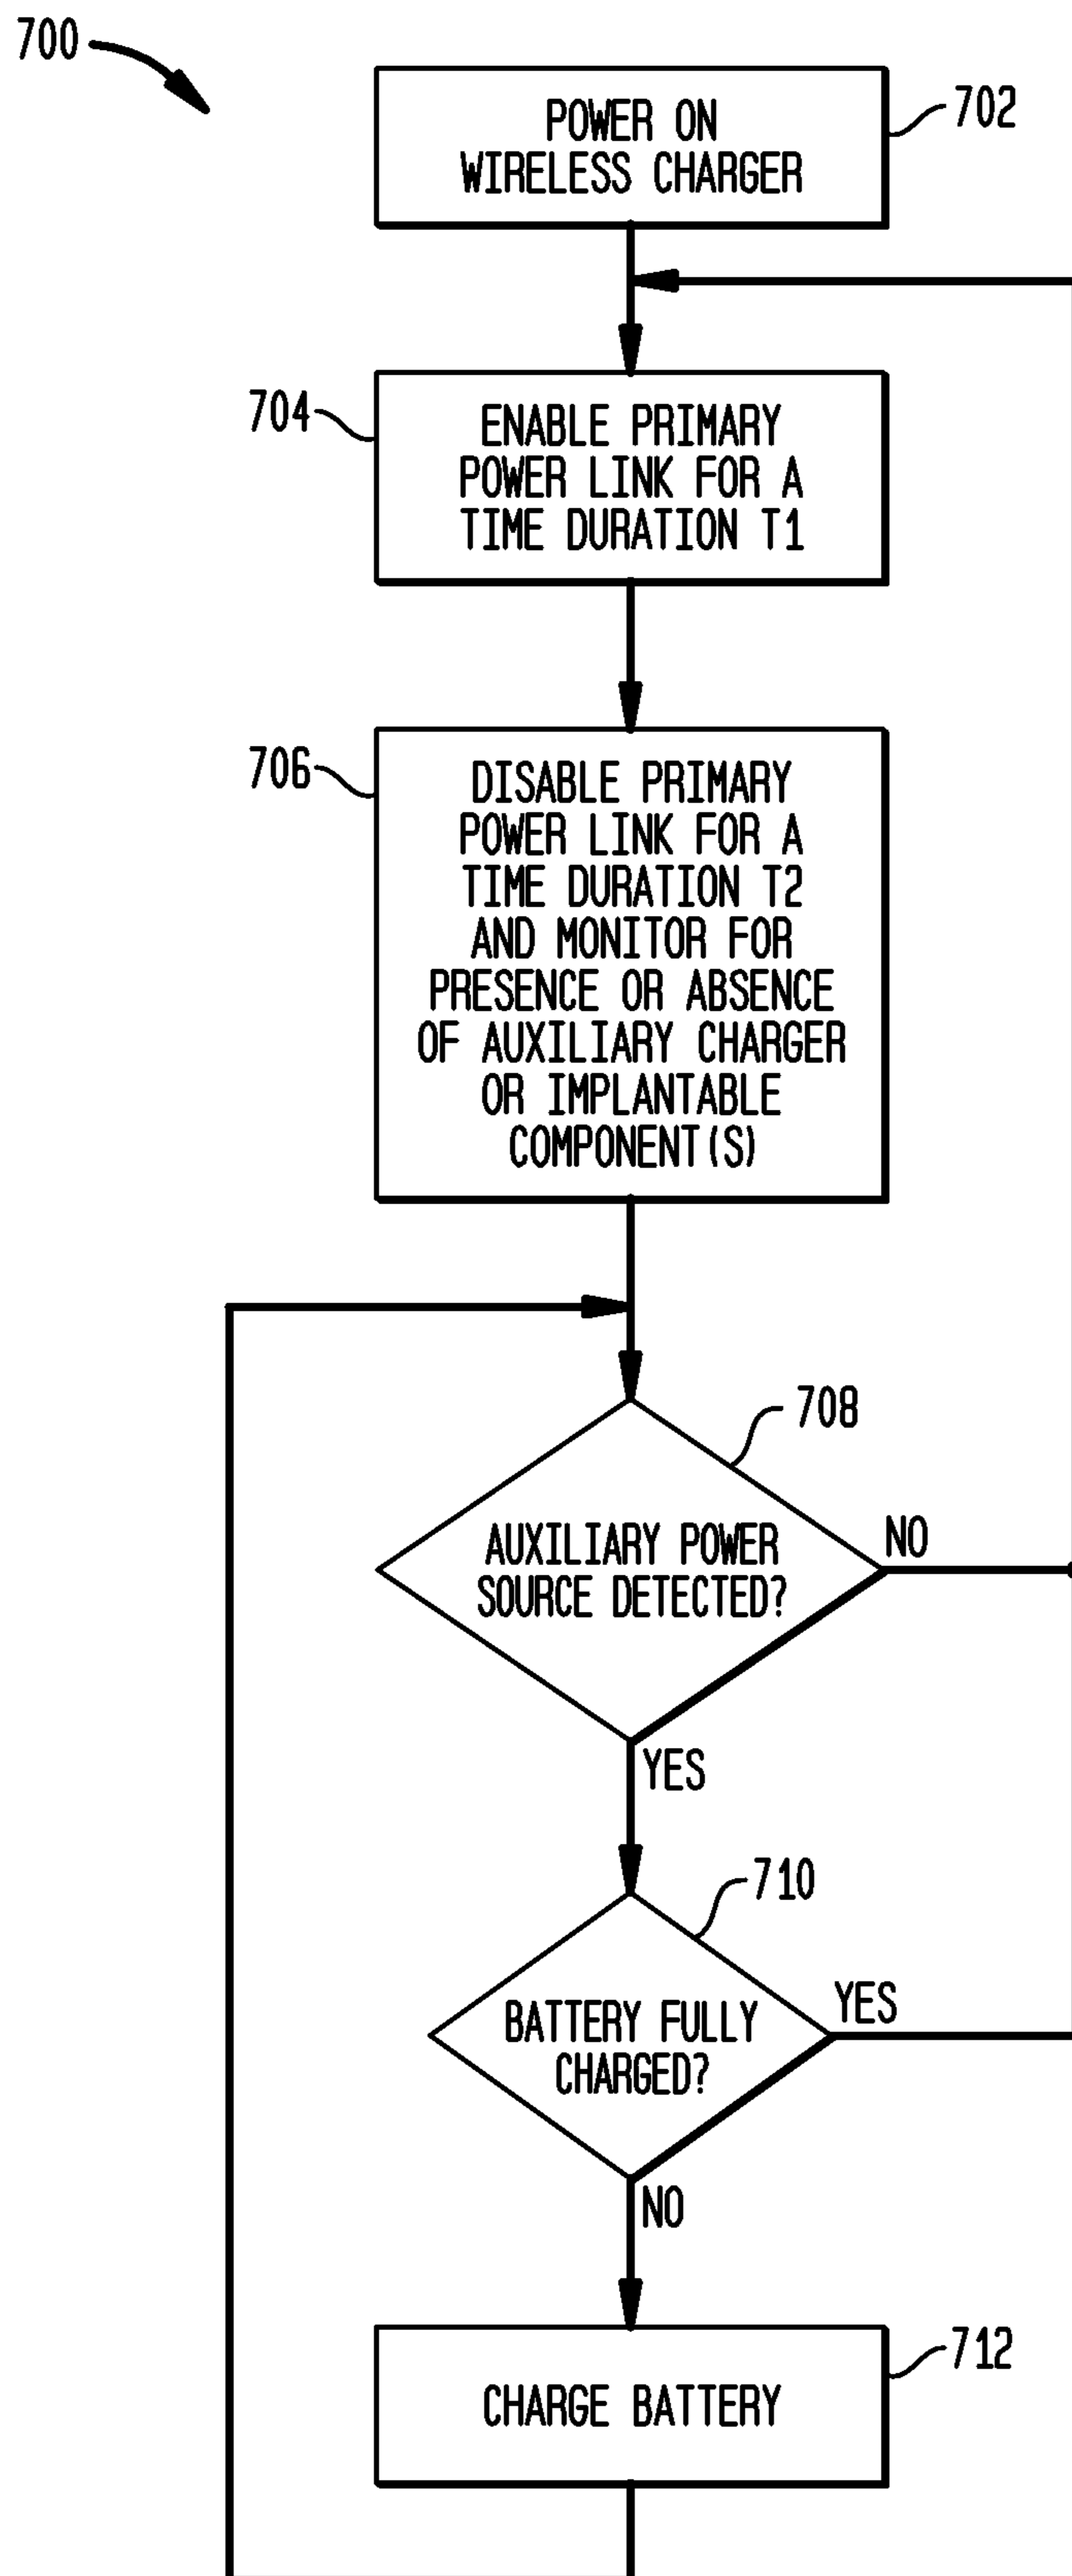 700
POWER ON
WIRELESS CHARGER
702
704
ENABLE PRIMARY
POWER LINK FOR A
TIME DURATION T1
706
DISABLE PRIMARY
POWER LINK FOR A
TIME DURATION T2
AND MONITOR FOR
PRESENCE OR ABSENCE
OF AUXILIARY CHARGER
OR IMPLANTABLE
COMPONENT(S)
708
AUXILIARY POWER
SOURCE DETECTED?
NO
YES
710
BATTERY FULLY
CHARGED?
YES
NO
712
CHARGE BATTERY